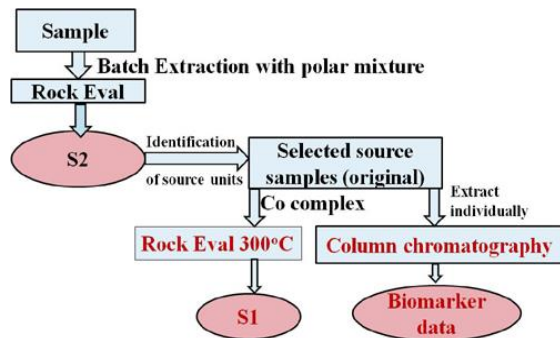 Sample
Batch Extraction with polar mixture
Rock Eval
S2
Identification
of source units
Selected source
samples (original)
Co complex
Extract
individually
Rock Eval 300°C
Column chromatography
S1
Biomarker
data